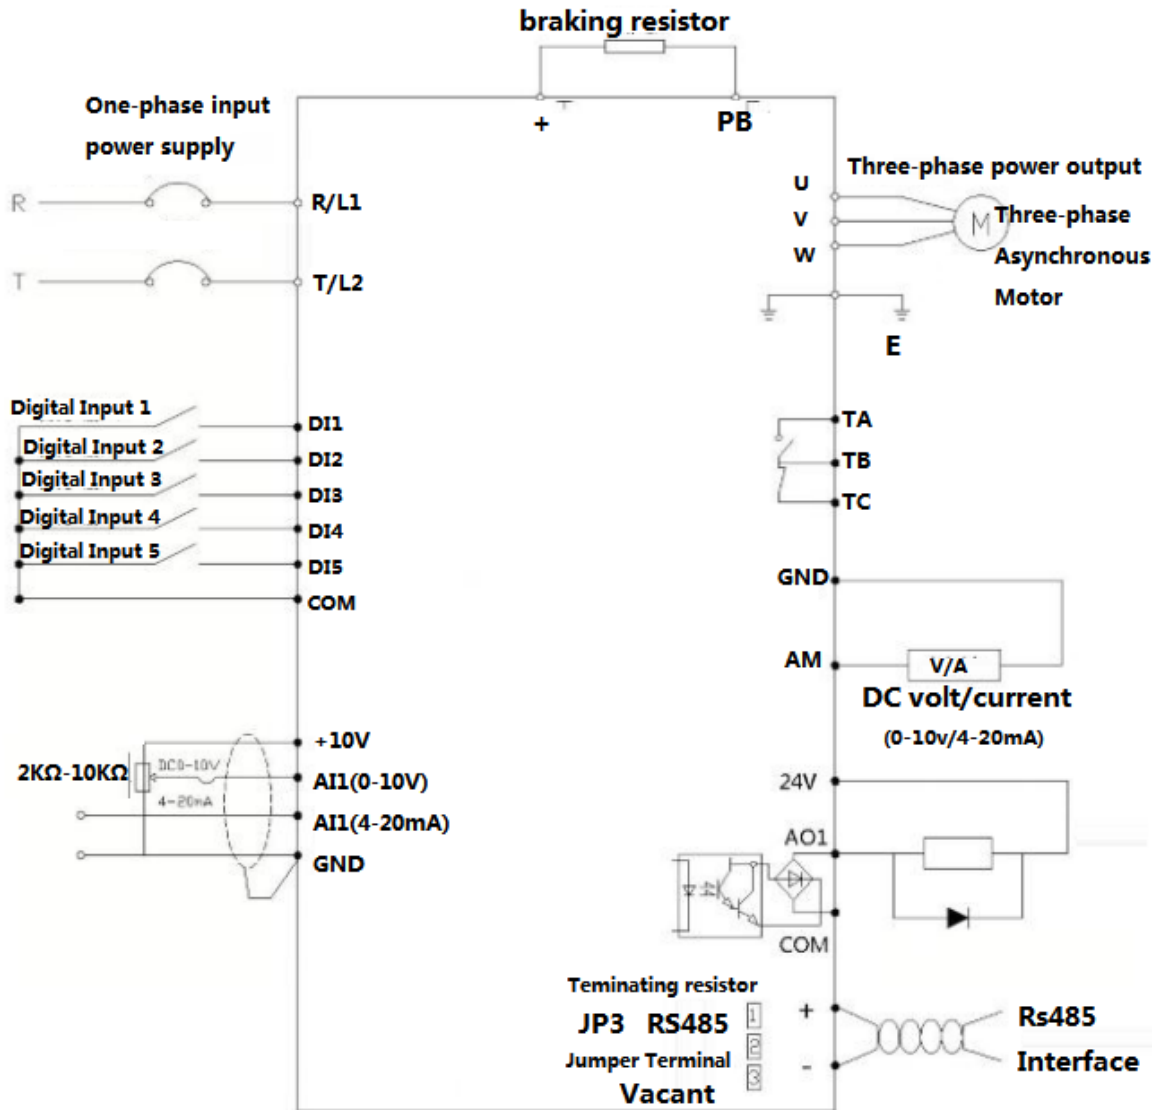 braking resistor
+
PB
One-phase input
power supply
R
R/L1
T
T/L2
Three-phase power output
U
V
W
M
Three-phase
Asynchronous
Motor
E
Digital Input 1
DI1
Digital Input 2
DI2
Digital Input 3
DI3
Digital Input 4
DI4
Digital Input 5
DI5
COM
TA
TB
TC
GND
AM
V/A
DC volt/current
(0-10v/4-20mA)
+10V
2KΩ-10KΩ
DC0-10V
AI1(0-10V)
4-20mA
AI1(4-20mA)
GND
24V
AO1
COM
Teminating resistor
JP3 RS485
Jumper Terminal
Vacant
1
2
3
+
-
Rs485
Interface